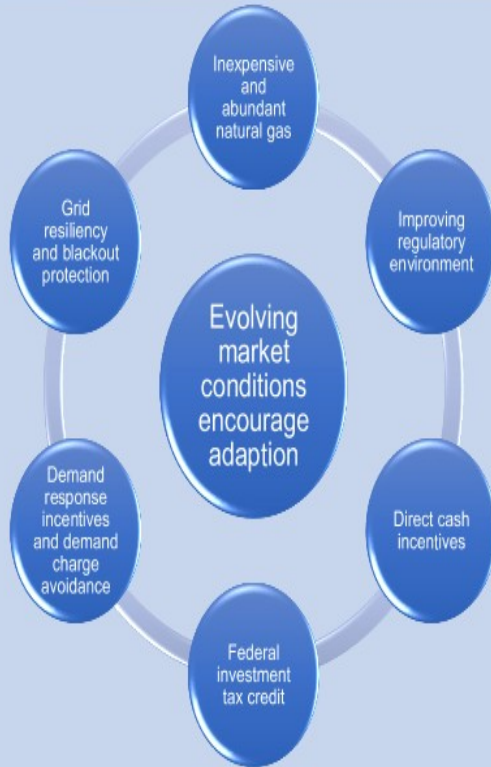 Inexpensive
and
abundant
natural gas
Improving
regulatory
environment
Direct cash
incentives
Federal
investment
tax credit
Demand
response
incentives
and demand
charge
avoidance
Grid
resiliency
and blackout
protection
Evolving
market
conditions
encourage
adaption